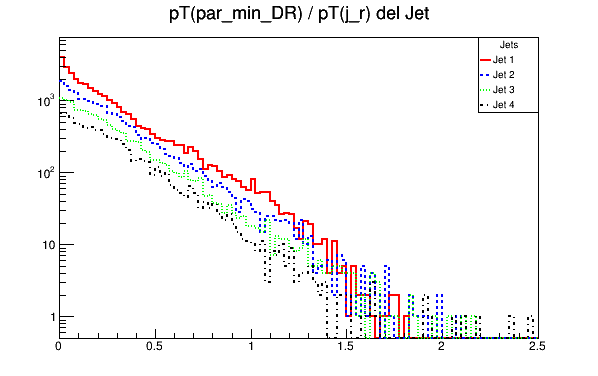 pT(par_min_DR) / pT(j_r) del Jet
Jets
Jet 1
Jet 2
Jet 3
Jet 4
10³
10²
10
1
0 0.5 1 1.5 2 2.5